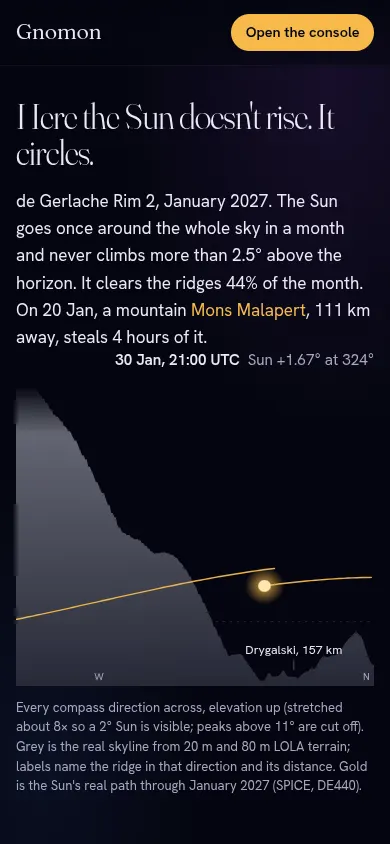 Gnomon
Open the console
Here the Sun doesn't rise. It
circles.
de Gerlache Rim 2, January 2027. The Sun
goes once around the whole sky in a month
and never climbs more than 2.5° above the
horizon. It clears the ridges 44% of the month.
On 20 Jan, a mountain Mons Malapert, 111 km
away, steals 4 hours of it.
30 Jan, 21:00 UTC Sun +1.67° at 324°
Drygalski, 157 km
W
N
Every compass direction across, elevation up (stretched
about 8× so a 2° Sun is visible; peaks above 11° are cut off).
Grey is the real skyline from 20 m and 80 m LOLA terrain;
labels name the ridge in that direction and its distance. Gold
is the Sun's real path through January 2027 (SPICE, DE440).